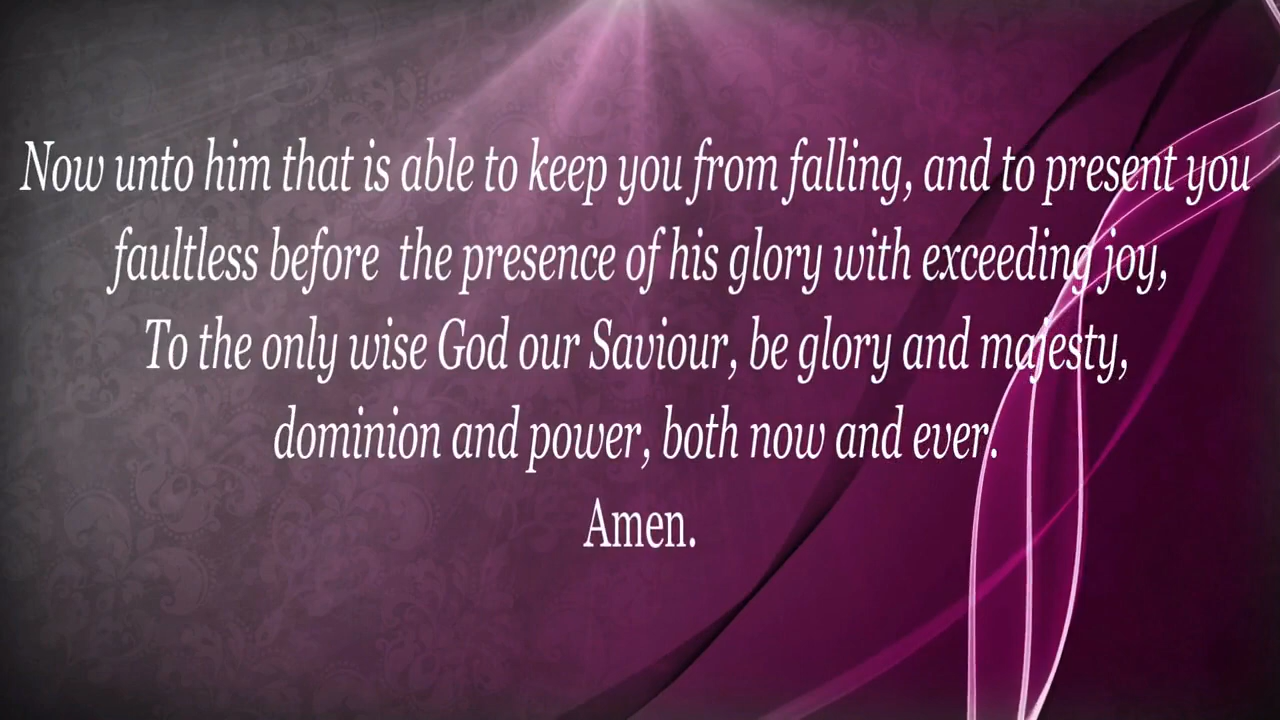 Now unto him that is able to keep you from falling, and to present you
faultless before the presence of his glory with exceeding joy,
To the only wise God our Saviour, be glory and majesty,
dominion and power, both now and ever.
Amen.